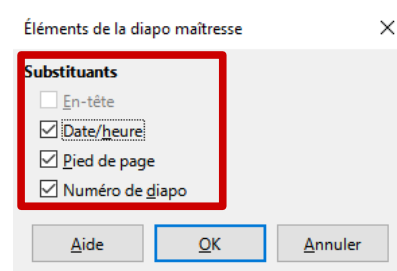 Éléments de la diapo maîtresse
Substituants
En-tête
Date/heure
Pied de page
Numéro de diapo
Aide OK Annuler